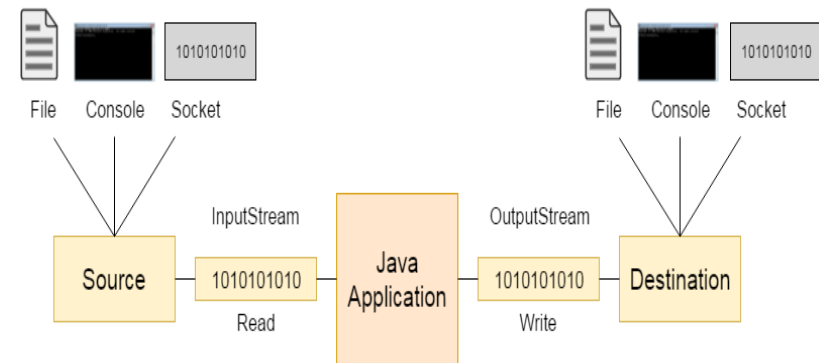 1010101010
1010101010
File Console Socket
File Console Socket
InputStream
OutputStream
Source
1010101010
Java
Application
1010101010
Destination
Read
Write